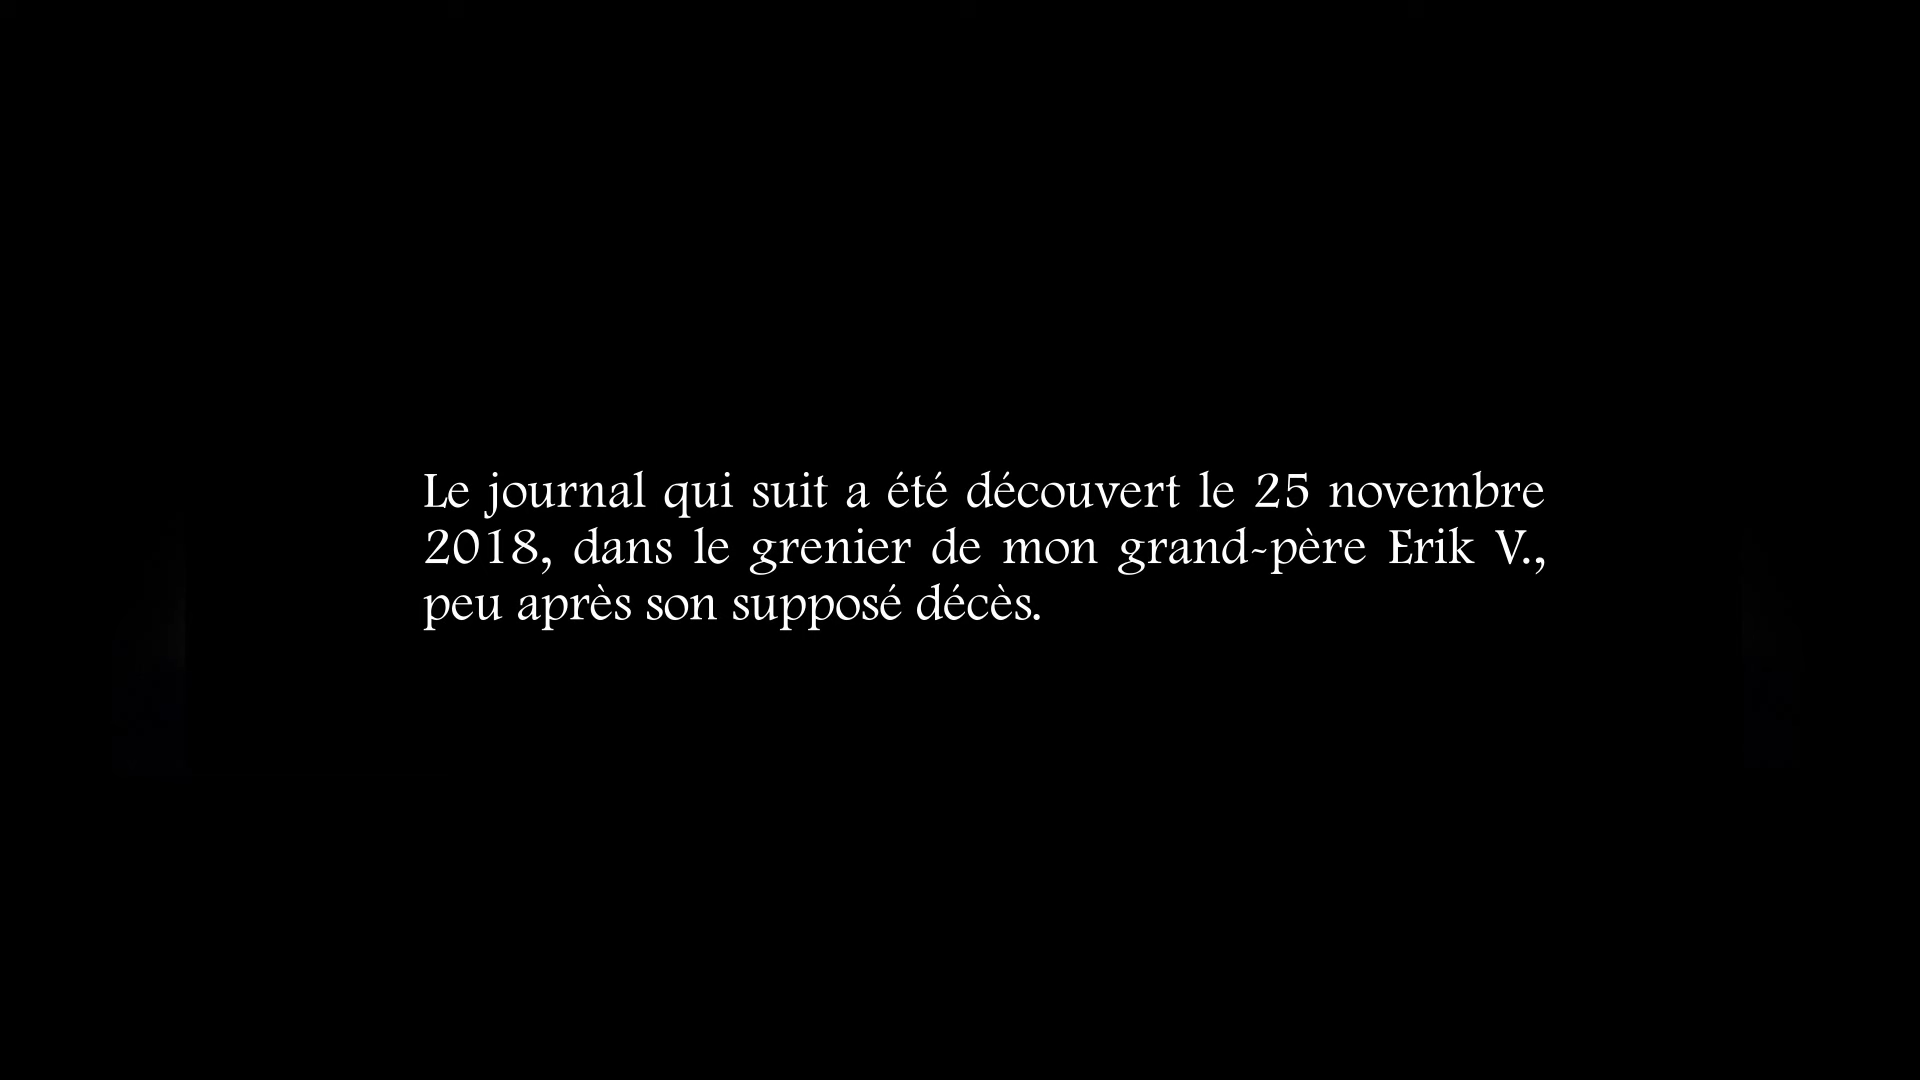 Le journal qui suit a été découvert le 25 novembre
2018, dans le grenier de mon grand-père Erik V.,
peu après son supposé décès.